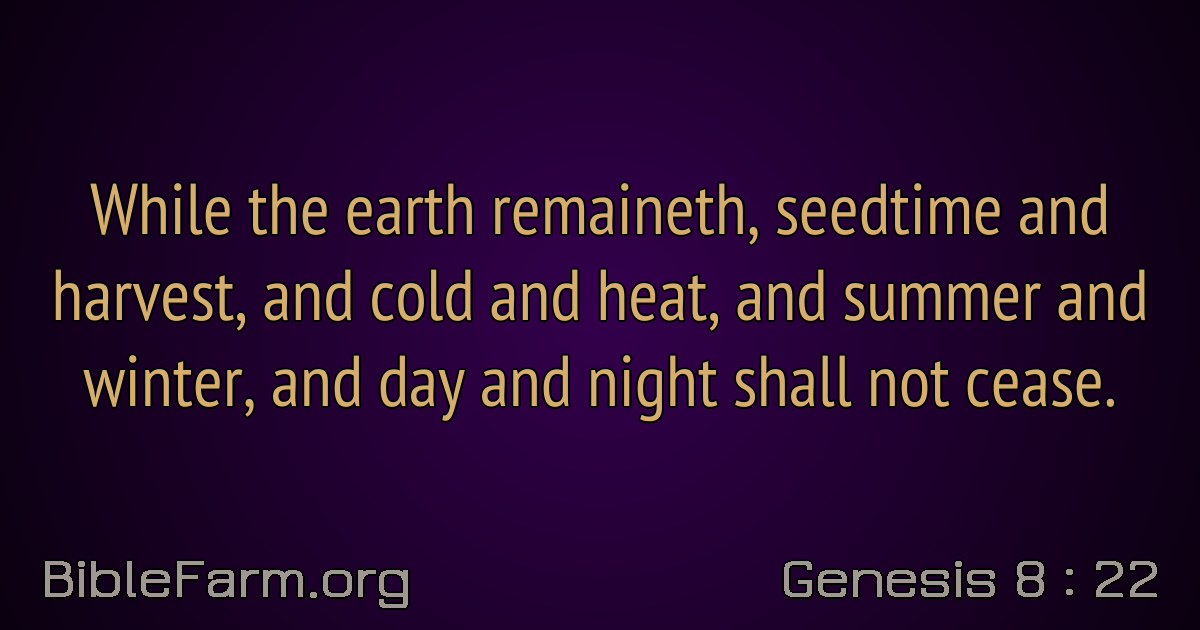 While the earth remaineth, seedtime and
harvest, and cold and heat, and summer and
winter, and day and night shall not cease.
BibleFarm.org
Genesis 8 : 22